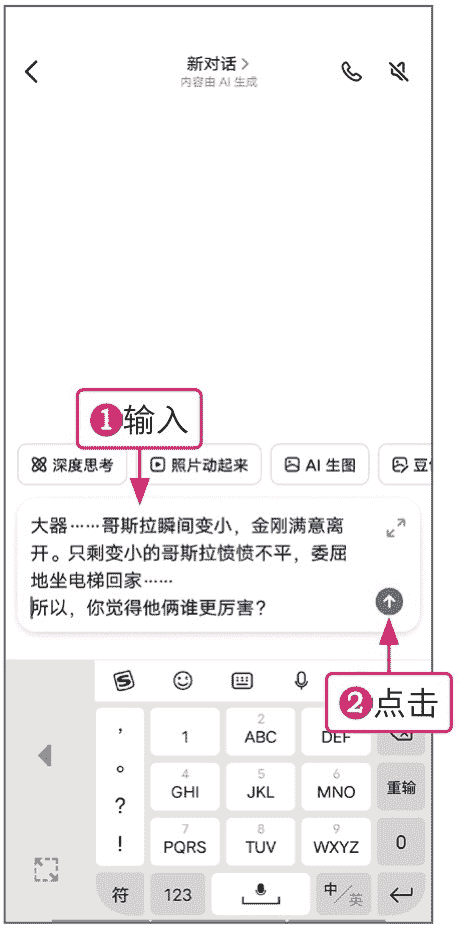 新对话 >
内容由 AI 生成
❶输入
深度思考
照片动起来
AI 生图
大器……哥斯拉瞬间变小，金刚满意离
开。只剩变小的哥斯拉愤愤不平，委屈
地坐电梯回家……
所以，你觉得他俩谁更厉害？
❷点击
，
。
？
！
1
2
ABC
DEF
4
GHI
5
JKL
6
MNO
重输
7
PQRS
8
TUV
9
WXYZ
0
符
123
中/英